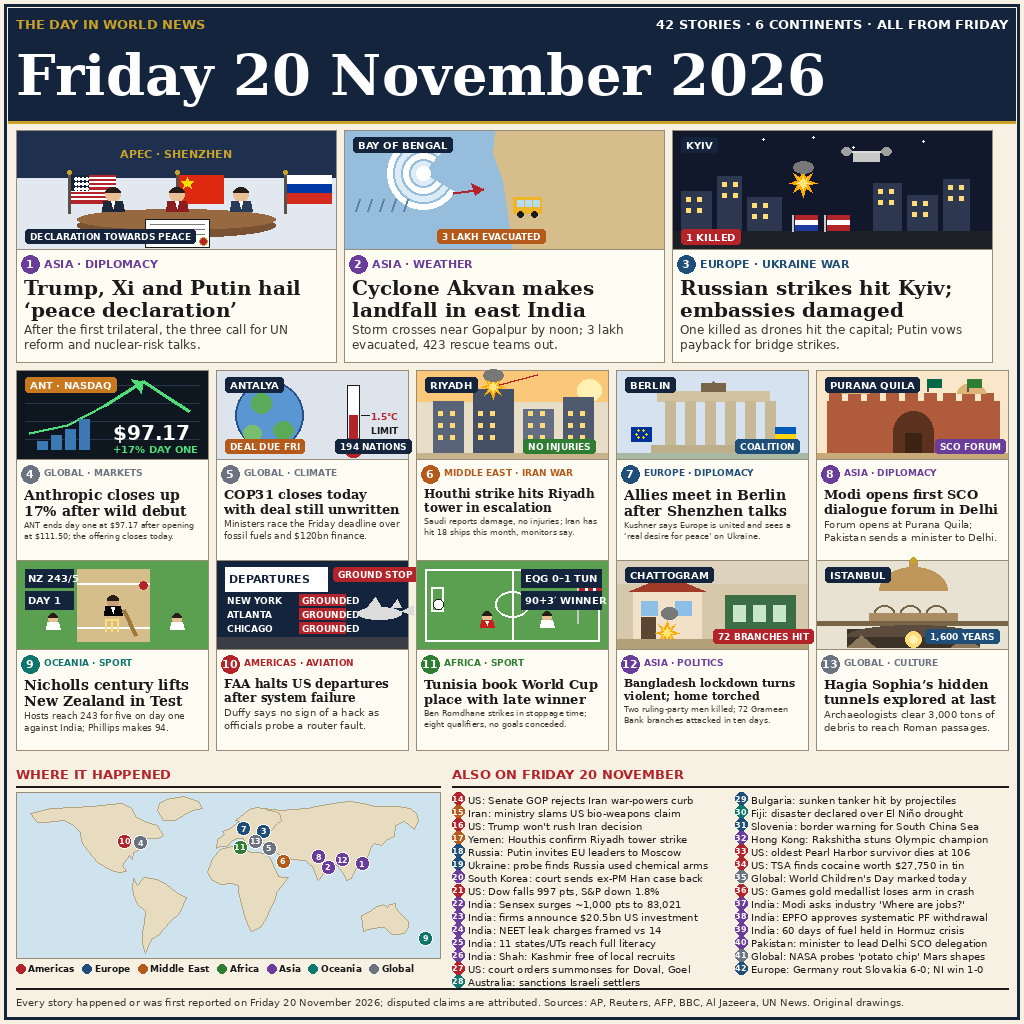 THE DAY IN WORLD NEWS
42 STORIES · 6 CONTINENTS · ALL FROM FRIDAY
Friday 20 November 2026
APEC · SHENZHEN
DECLARATION TOWARDS PEACE
1 ASIA · DIPLOMACY
Trump, Xi and Putin hail
‘peace declaration’
After the first trilateral, the three call for UN
reform and nuclear-risk talks.
BAY OF BENGAL
3 LAKH EVACUATED
2 ASIA · WEATHER
Cyclone Akvan makes
landfall in east India
Storm crosses near Gopalpur by noon; 3 lakh
evacuated, 423 rescue teams out.
KYIV
1 KILLED
3 EUROPE · UKRAINE WAR
Russian strikes hit Kyiv;
embassies damaged
One killed as drones hit the capital; Putin vows
payback for bridge strikes.
ANT · NASDAQ
$97.17
+17% DAY ONE
4 GLOBAL · MARKETS
Anthropic closes up
17% after wild debut
ANT ends day one at $97.17 after opening
at $111.50; the offering closes today.
ANTALYA
1.5°C
LIMIT
DEAL DUE FRI
194 NATIONS
5 GLOBAL · CLIMATE
COP31 closes today
with deal still unwritten
Ministers race the Friday deadline over
fossil fuels and $120bn finance.
RIYADH
NO INJURIES
6 MIDDLE EAST · IRAN WAR
Houthi strike hits Riyadh
tower in escalation
Saudi reports damage, no injuries; Iran has
hit 18 ships this month, monitors say.
BERLIN
COALITION
7 EUROPE · DIPLOMACY
Allies meet in Berlin
after Shenzhen talks
Kushner says Europe is united and sees a
‘real desire for peace’ on Ukraine.
PURANA QUILA
SCO FORUM
8 ASIA · DIPLOMACY
Modi opens first SCO
dialogue forum in Delhi
Forum opens at Purana Quila;
Pakistan sends a minister to Delhi.
NZ 243/5
DAY 1
9 OCEANIA · SPORT
Nicholls century lifts
New Zealand in Test
Hosts reach 243 for five on day one
against India; Phillips makes 94.
DEPARTURES
GROUND STOP
NEW YORK GROUNDED
ATLANTA GROUNDED
CHICAGO GROUNDED
10 AMERICAS · AVIATION
FAA halts US departures
after system failure
Duffy says no sign of a hack as
officials probe a router fault.
EQG 0–1 TUN
90+3′ WINNER
11 AFRICA · SPORT
Tunisia book World Cup
place with late winner
Ben Romdhane strikes in stoppage time;
eight qualifiers, no goals conceded.
CHATTOGRAM
72 BRANCHES HIT
12 ASIA · POLITICS
Bangladesh lockdown turns
violent; home torched
Two ruling-party men killed; 72 Grameen
Bank branches attacked in ten days.
ISTANBUL
1,600 YEARS
13 GLOBAL · CULTURE
Hagia Sophia’s hidden
tunnels explored at last
Archaeologists clear 3,000 tons of
debris to reach Roman passages.
WHERE IT HAPPENED
10 4 7 3 13 5 11 6 8 2 12 1 9
Americas Europe Middle East Africa Asia Oceania Global
ALSO ON FRIDAY 20 NOVEMBER
14 US: Senate GOP rejects Iran war-powers curb
15 Iran: ministry slams US bio-weapons claim
16 US: Trump won't rush Iran decision
17 Yemen: Houthis confirm Riyadh tower strike
18 Russia: Putin invites EU leaders to Moscow
19 Ukraine: probe finds Russia used chemical arms
20 South Korea: court sends ex-PM Han case back
21 US: Dow falls 997 pts, S&P down 1.8%
22 India: Sensex surges ~1,000 pts to 83,021
23 India: firms announce $20.5bn US investment
24 India: NEET leak charges framed vs 14
25 India: 11 states/UTs reach full literacy
26 India: Shah: Kashmir free of local recruits
27 US: court orders summonses for Doval, Goel
28 Australia: sanctions Israeli settlers
29 Bulgaria: sunken tanker hit by projectiles
30 Fiji: disaster declared over El Niño drought
31 Slovenia: border warning for South China Sea
32 Hong Kong: Rakhshita stuns Olympic champion
33 US: oldest Pearl Harbor survivor dies at 106
34 US: TSA finds cocaine worth $27,750 in tin
35 Global: World Children's Day marked today
36 US: Games gold medallist loses arm in crash
37 India: Modi asks industry 'Where are jobs?'
38 India: EPFO approves systematic PF withdrawal
39 India: 60 days of fuel held in Hormuz crisis
40 Pakistan: minister to lead Delhi SCO delegation
41 Global: NASA probes 'potato chip' Mars shapes
42 Europe: Germany rout Slovakia 6-0; NI win 1-0
Every story happened or was first reported on Friday 20 November 2026; disputed claims are attributed. Sources: AP, Reuters, AFP, BBC, Al Jazeera, UN News. Original drawings.